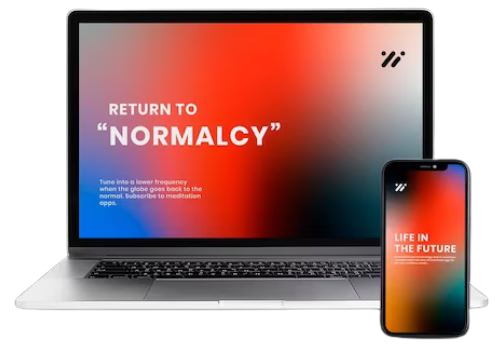 RETURN TO
“NORMALCY”
Tune into a lower frequency
when the globe goes back to the
normal. Subscribe to meditation
apps.
LIFE IN
THE FUTURE